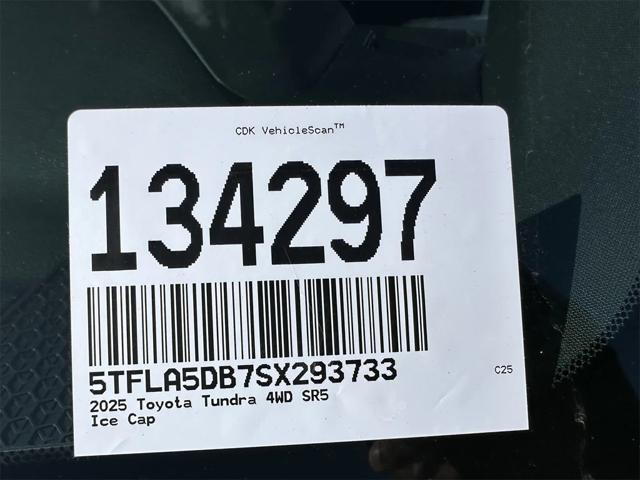 CDK VehicleScan™
134297
5TFLA5DB7SX293733
2025 Toyota Tundra 4WD SR5
Ice Cap
C25